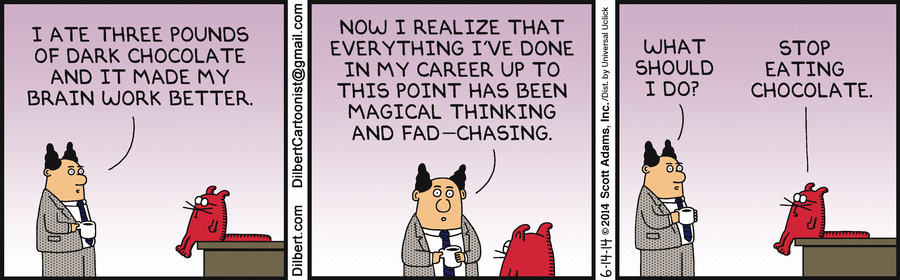 I ATE THREE POUNDS
OF DARK CHOCOLATE
AND IT MADE MY
BRAIN WORK BETTER.
Dilbert.com DilbertCartoonist@gmail.com
NOW I REALIZE THAT
EVERYTHING I'VE DONE
IN MY CAREER UP TO
THIS POINT HAS BEEN
MAGICAL THINKING
AND FAD-CHASING.
6-14-14 © 2014 Scott Adams, Inc. /Dist. by Universal Uclick
WHAT
SHOULD
I DO?
STOP
EATING
CHOCOLATE.